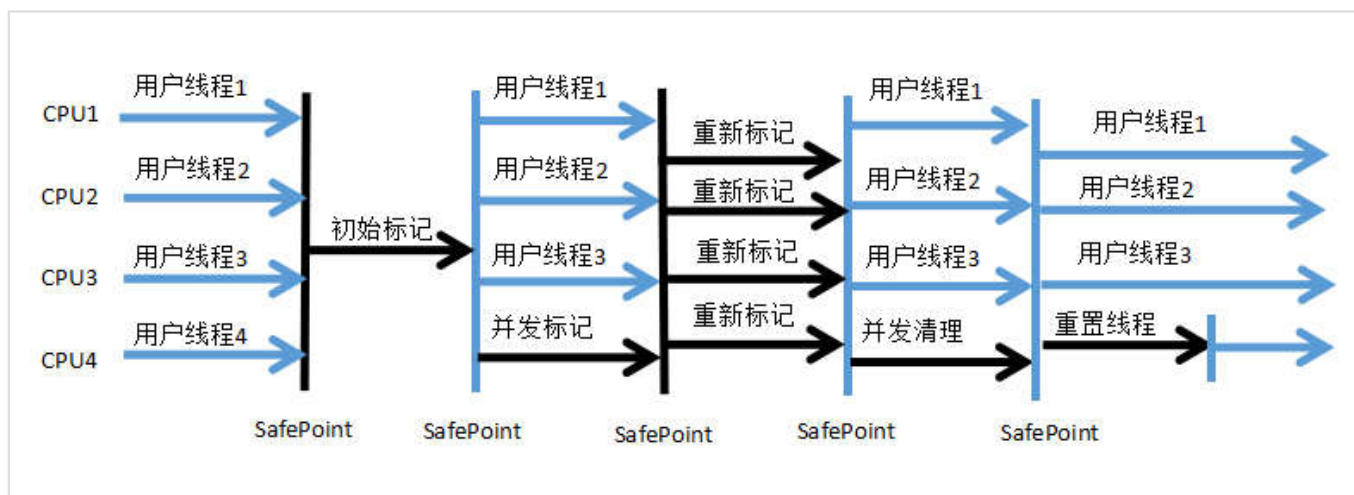 用户线程1
用户线程1
用户线程1
用户线程1
CPU1
重新标记
用户线程2
用户线程2
用户线程2
用户线程2
CPU2
重新标记
初始标记
用户线程3
用户线程3
用户线程3
用户线程3
CPU3
重新标记
用户线程4
并发标记
重新标记
并发清理
重置线程
CPU4
SafePoint
SafePoint
SafePoint
SafePoint
SafePoint